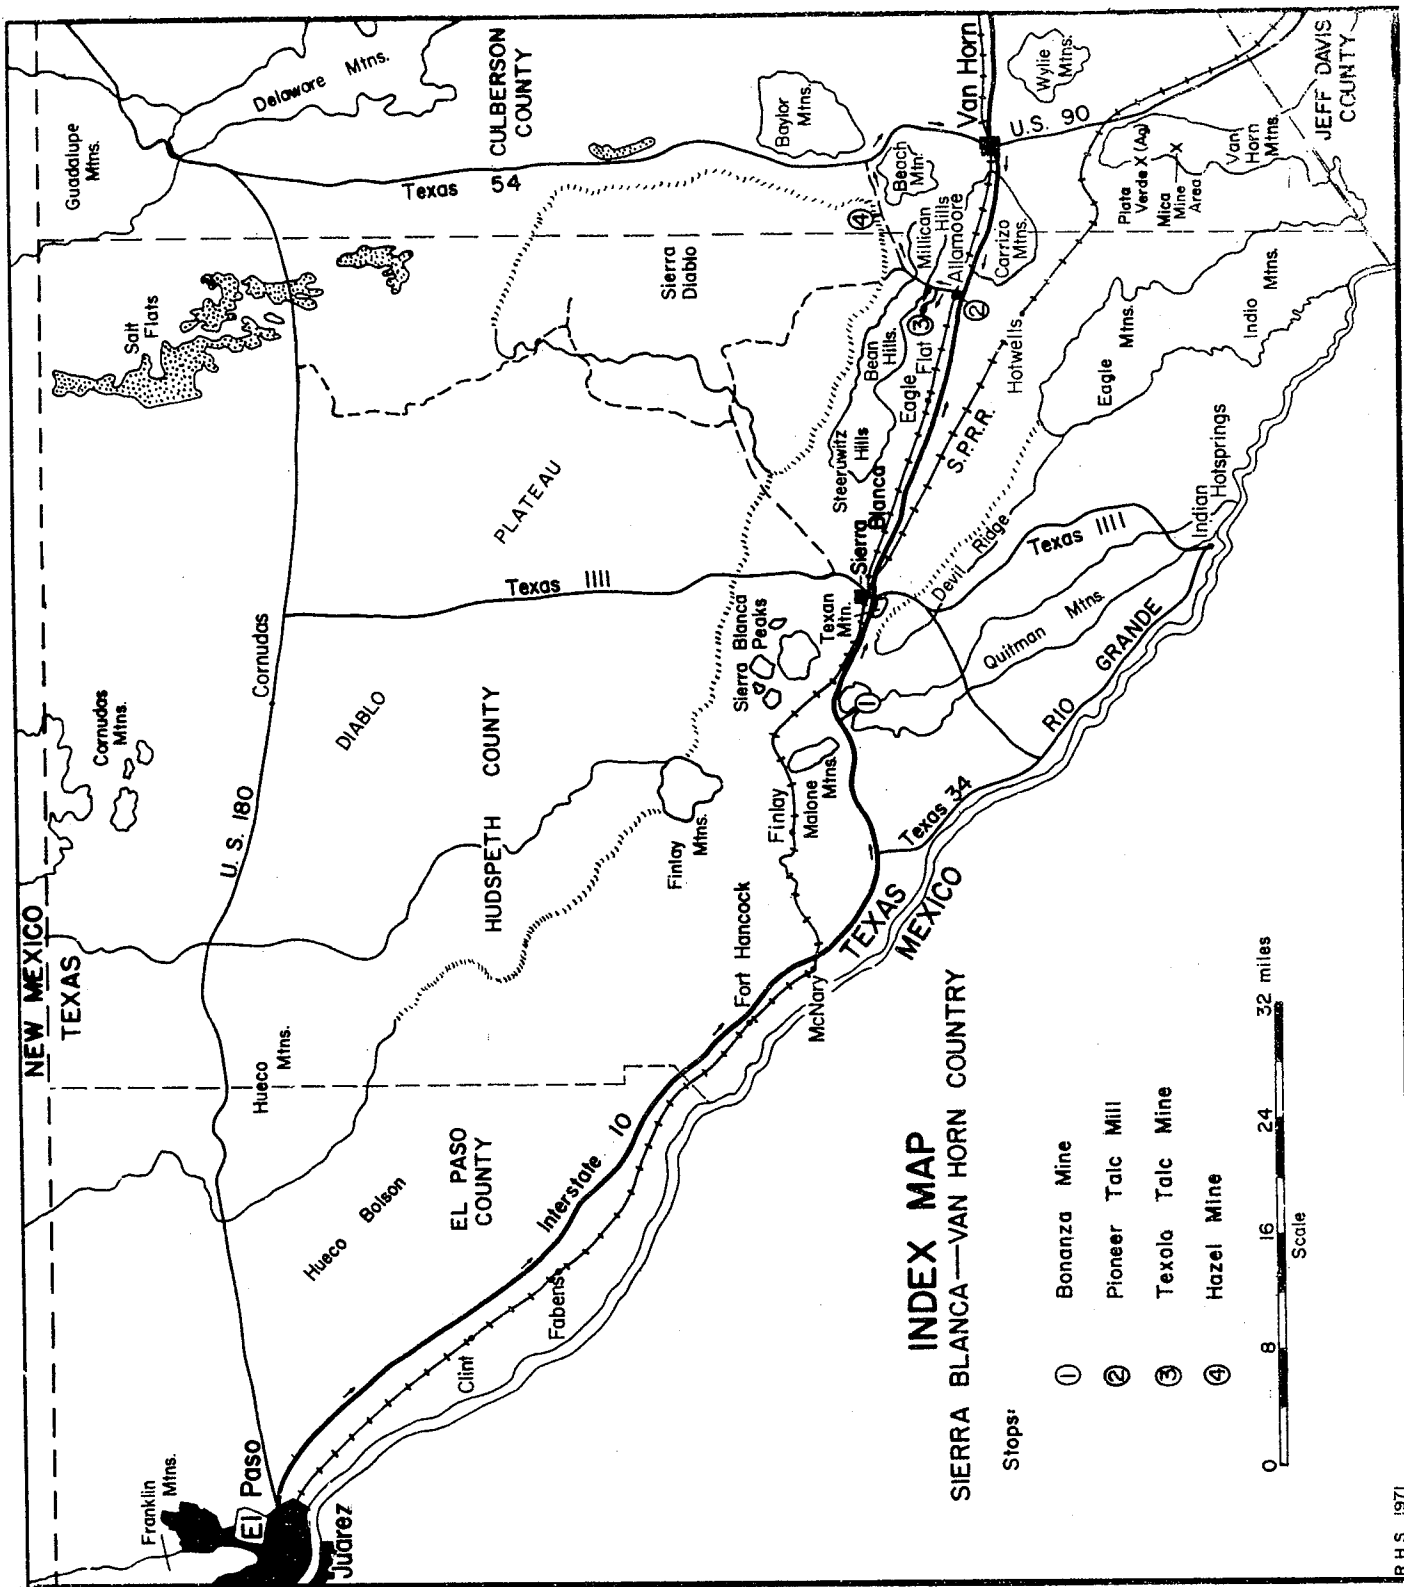 NEW MEXICO
TEXAS
Franklin
Mtns.
El Paso
Juárez
Hueco
Mtns.
Hueco
Bolson
EL PASO
COUNTY
Interstate 10
Clint
Fabens
U. S. 180
Cornudas
Mtns.
Cornudas
DIABLO
PLATEAU
HUDSPETH COUNTY
Finlay
Mtns.
Fort Hancock
McNary
Finlay
Malone
Mtns.
TEXAS
MEXICO
Texas 34
RIO GRANDE
Salt
Flats
Guadalupe
Mtns.
Delaware Mtns.
CULBERSON
COUNTY
Texas 54
Texas 1111
Sierra
Diablo
Baylor
Mtns.
Beach
Mtn.
Van Horn
Wylie
Mtns.
U.S. 90
JEFF DAVIS
COUNTY
Plata
Verde X (Ag)
Mica
Mine X
Area
Van
Horn
Mtns.
Millican
Hills
Allamore
Carrizo
Mtns.
Bean
Hills
Eagle Flat
Steeruwitz
Hills
Hotwells
S.P.R.R.
Eagle
Mtns.
Indio Mtns.
Sierra Blanca
Peaks
Texan
Mtn.
Sierra
Blanca
Devil Ridge
Texas 1111
Quitman Mtns.
Indian
Hotsprings
1
2
3
4
INDEX MAP
SIERRA BLANCA—VAN HORN COUNTRY
Stops:
1 Bonanza Mine
2 Pioneer Talc Mill
3 Texola Talc Mine
4 Hazel Mine
0 8 16 24 32 miles
Scale
R.H.S. 1971